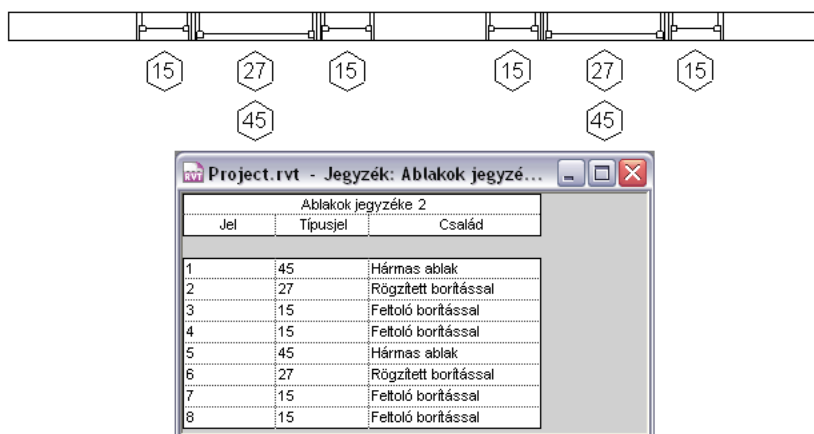 15 27 15 15 27 15
45 45
Project.rvt - Jegyzék: Ablakok jegyzé...
Ablakok jegyzéke 2
Jel Típusjel Család
1 45 Hármas ablak
2 27 Rögzített borítással
3 15 Feltoló borítással
4 15 Feltoló borítással
5 45 Hármas ablak
6 27 Rögzített borítással
7 15 Feltoló borítással
8 15 Feltoló borítással